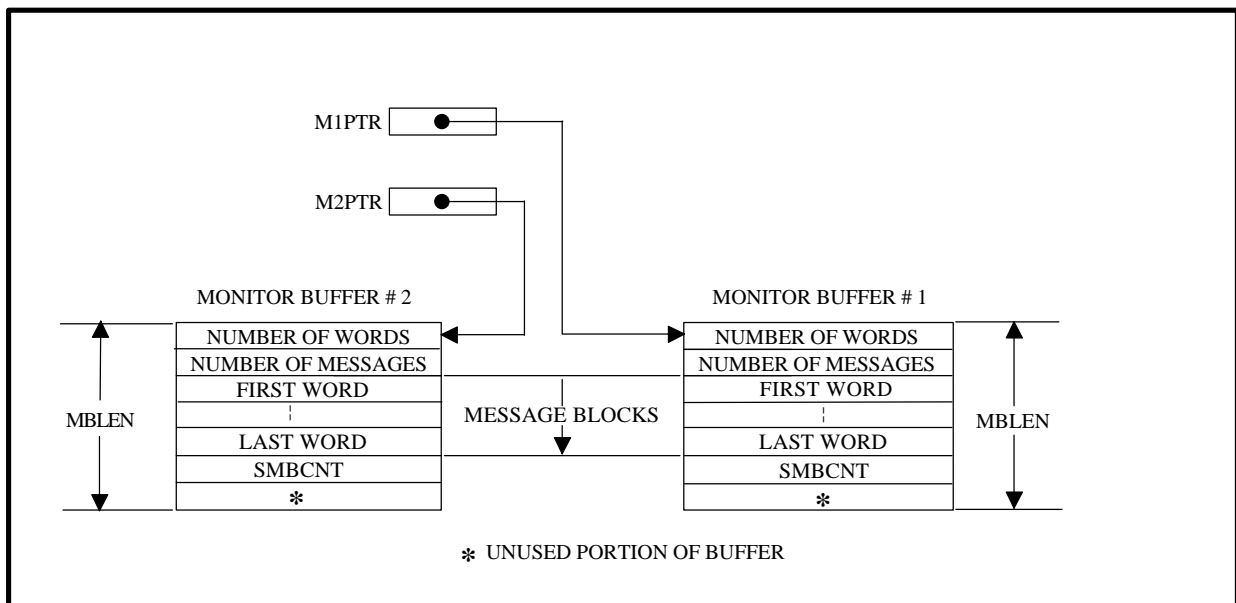 M1PTR
M2PTR
MONITOR BUFFER # 2
MONITOR BUFFER # 1
NUMBER OF WORDS
NUMBER OF MESSAGES
FIRST WORD
LAST WORD
SMBCNT
*
MBLEN
MESSAGE BLOCKS
NUMBER OF WORDS
NUMBER OF MESSAGES
FIRST WORD
LAST WORD
SMBCNT
*
MBLEN
* UNUSED PORTION OF BUFFER